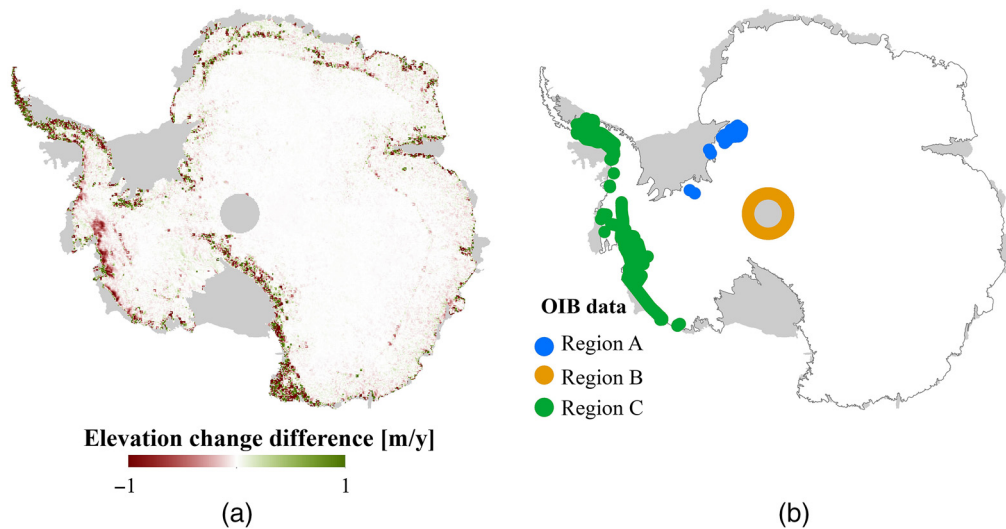 Elevation change difference [m/y]
−1
1
(a)
OIB data
Region A
Region B
Region C
(b)